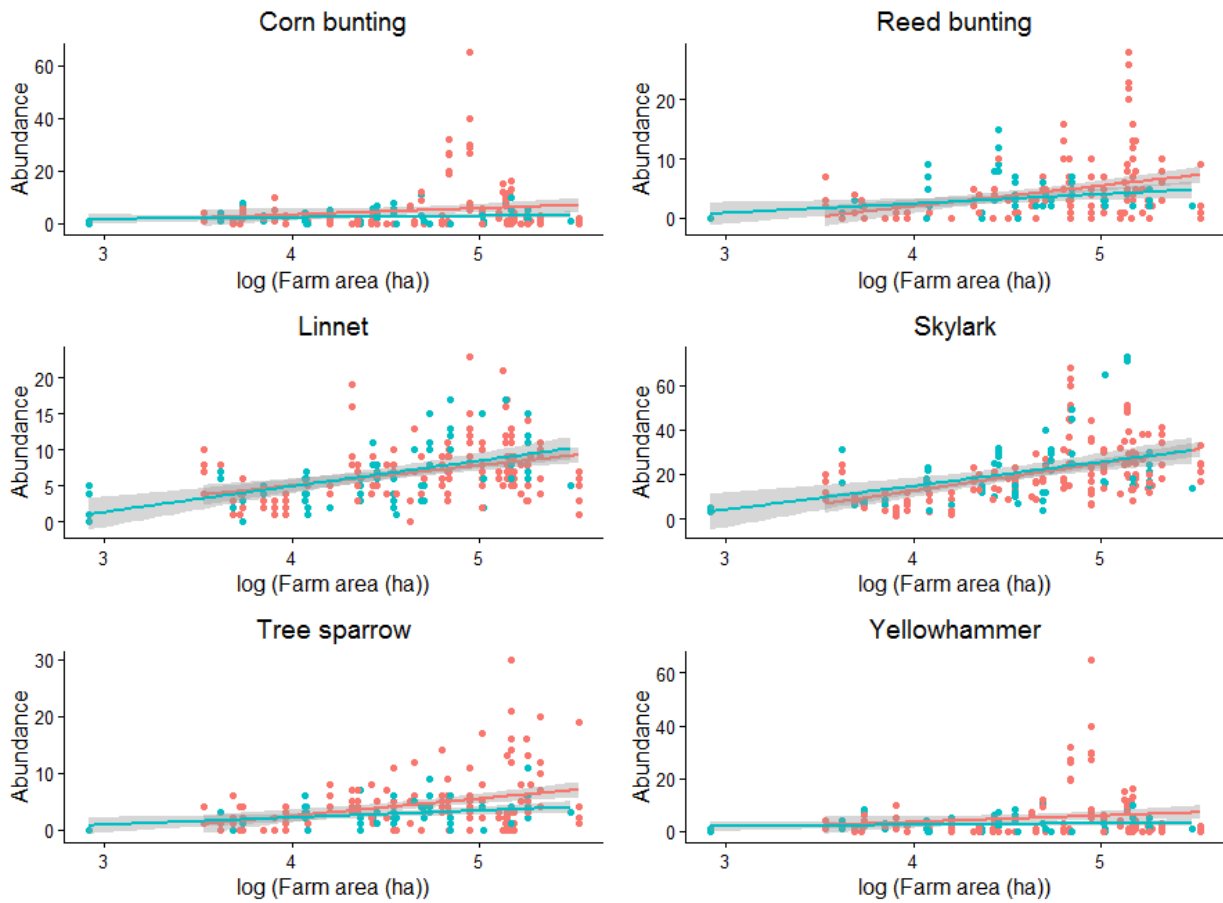 Corn bunting
Abundance
60
40
20
0
3 4 5
log (Farm area (ha))
Reed bunting
Abundance
20
10
0
3 4 5
log (Farm area (ha))
Linnet
Abundance
20
15
10
5
0
3 4 5
log (Farm area (ha))
Skylark
Abundance
60
40
20
0
3 4 5
log (Farm area (ha))
Tree sparrow
Abundance
30
20
10
0
3 4 5
log (Farm area (ha))
Yellowhammer
Abundance
60
40
20
0
3 4 5
log (Farm area (ha))